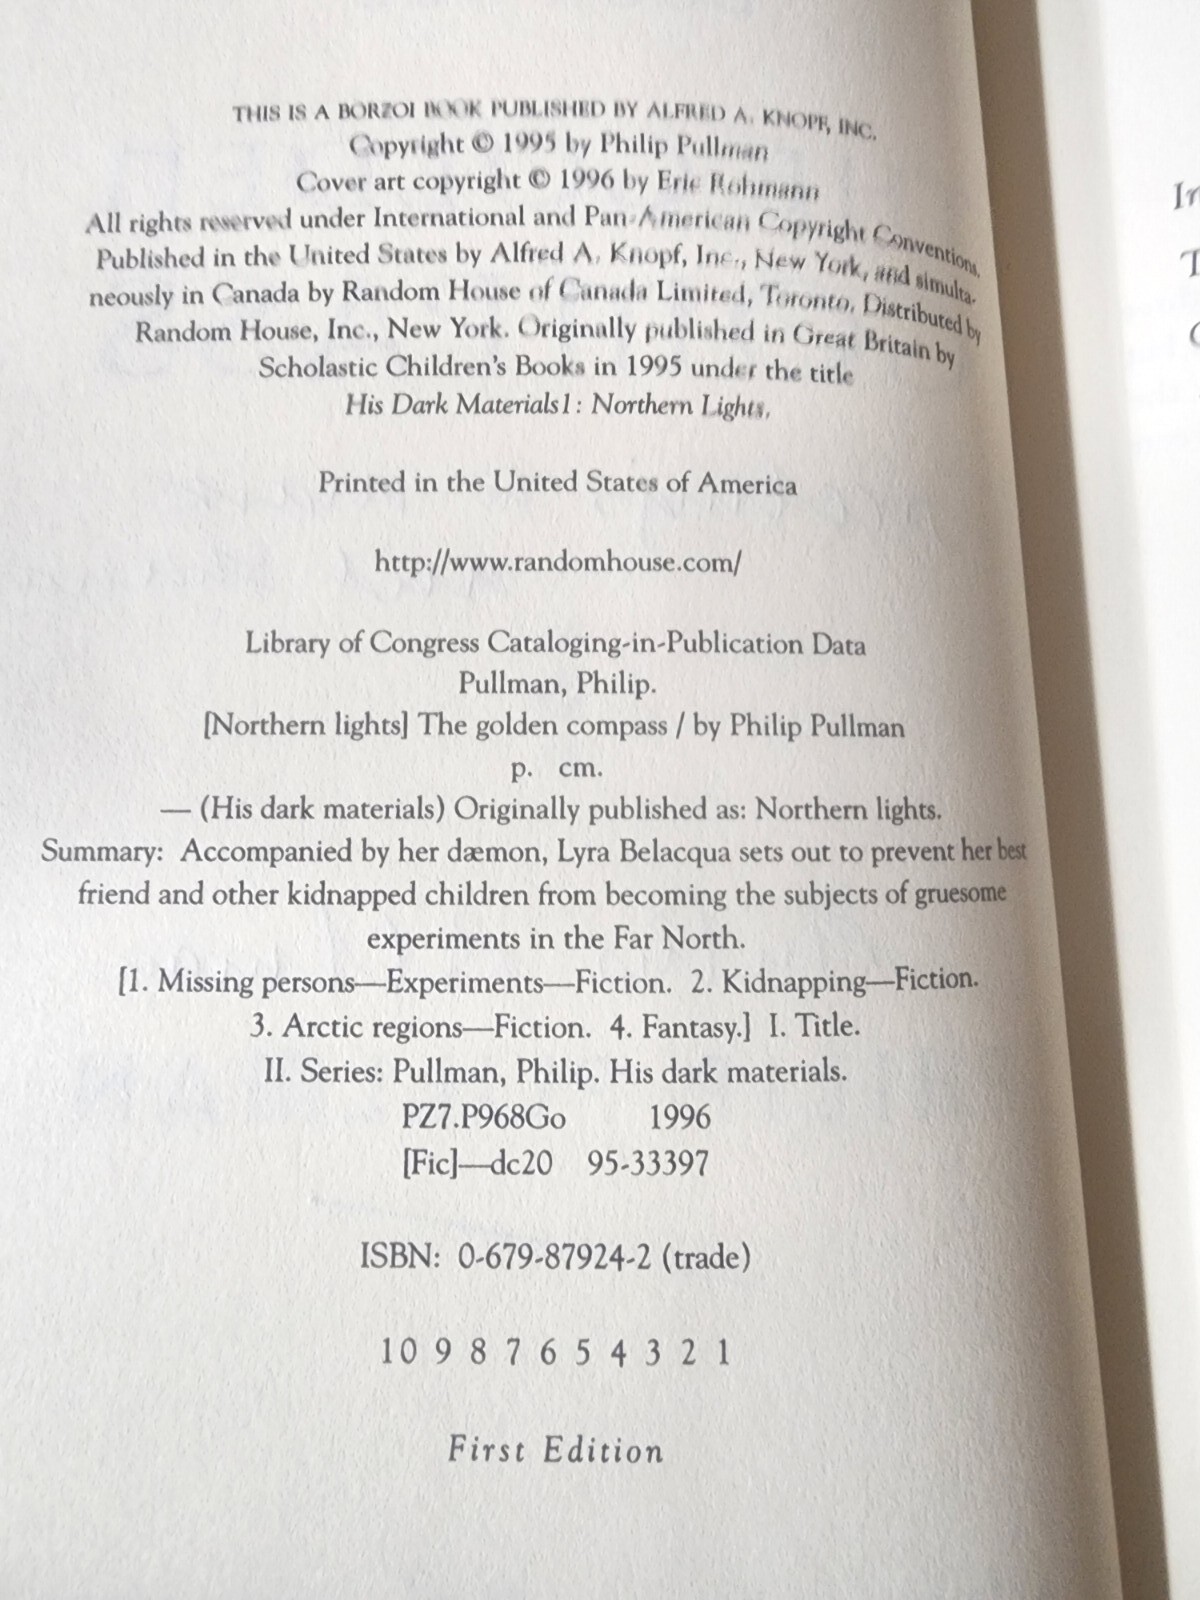 THIS IS A BORZOI BOOK PUBLISHED BY ALFRED A. KNOPF, INC.
Copyright © 1995 by Philip Pullman
Cover art copyright © 1996 by Eric Rohmann
All rights reserved under International and Pan-American Copyright Conventions.
Published in the United States by Alfred A. Knopf, Inc., New York, and simulta-
neously in Canada by Random House of Canada Limited, Toronto. Distributed by
Random House, Inc., New York. Originally published in Great Britain by
Scholastic Children's Books in 1995 under the title
His Dark Materials1: Northern Lights.
Printed in the United States of America
http://www.randomhouse.com/
Library of Congress Cataloging-in-Publication Data
Pullman, Philip.
[Northern lights] The golden compass / by Philip Pullman
p. cm.
— (His dark materials) Originally published as: Northern lights.
Summary: Accompanied by her dæmon, Lyra Belacqua sets out to prevent her best
friend and other kidnapped children from becoming the subjects of gruesome
experiments in the Far North.
[1. Missing persons—Experiments—Fiction. 2. Kidnapping—Fiction.
3. Arctic regions—Fiction. 4. Fantasy.] I. Title.
II. Series: Pullman, Philip. His dark materials.
PZ7.P968Go 1996
[Fic]—dc20 95-33397
ISBN: 0-679-87924-2 (trade)
10 9 8 7 6 5 4 3 2 1
First Edition